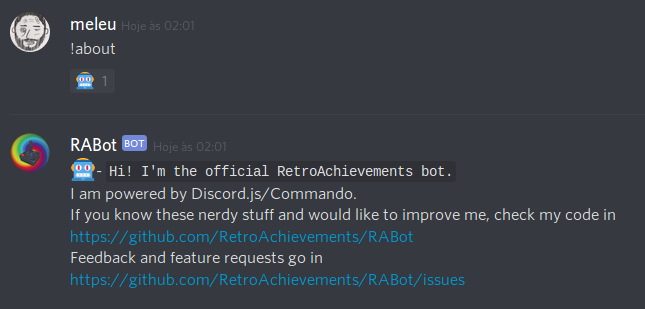 meleu Hoje às 02:01
!about
1
RABot BOT Hoje às 02:01
- Hi! I'm the official RetroAchievements bot.
I am powered by Discord.js/Commando.
If you know these nerdy stuff and would like to improve me, check my code in
https://github.com/RetroAchievements/RABot
Feedback and feature requests go in
https://github.com/RetroAchievements/RABot/issues